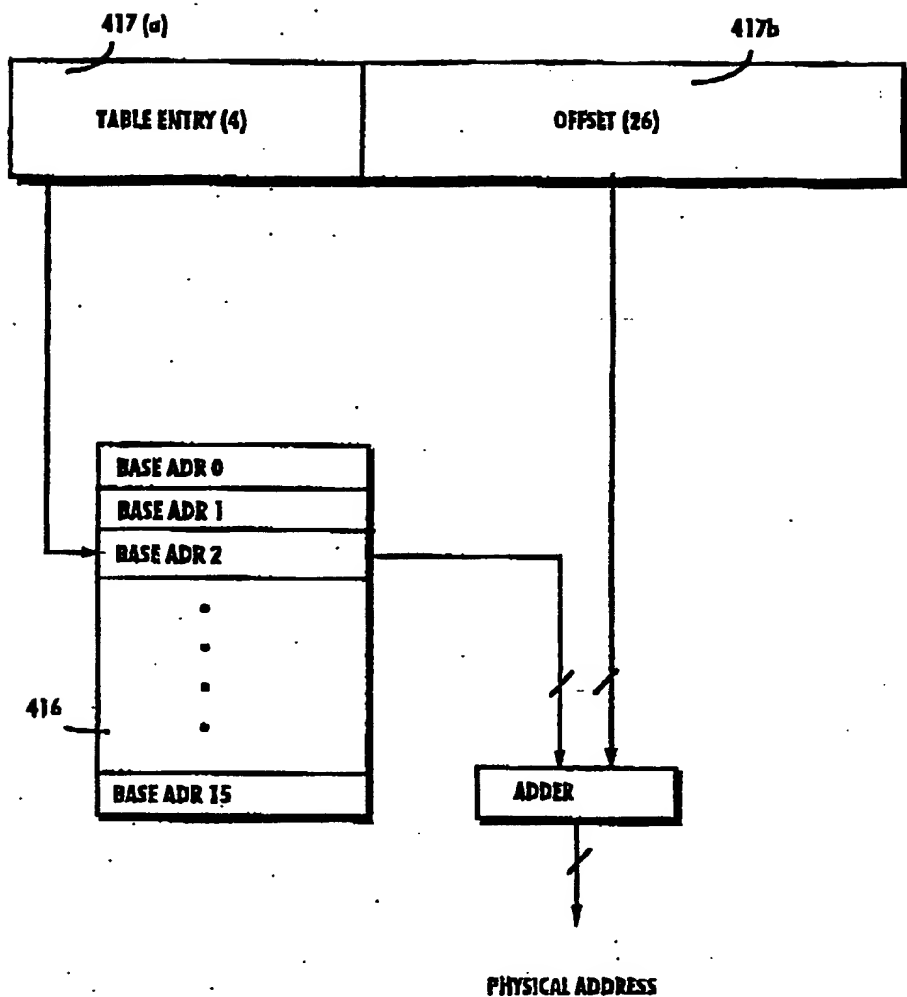 417 (a)
417b
TABLE ENTRY (4)
OFFSET (26)
BASE ADR 0
BASE ADR 1
BASE ADR 2
416
BASE ADR 15
ADDER
PHYSICAL ADDRESS